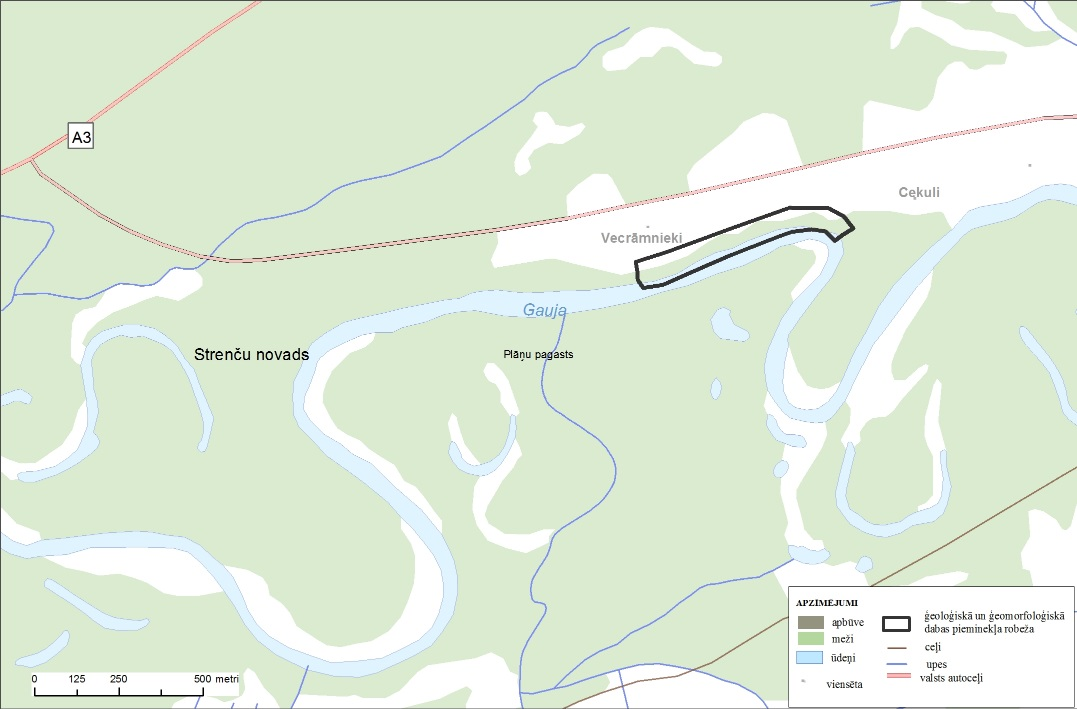 A3
Cękuli
Vecrāmnieki
Gauja
Strenču novads
Plāņu pagasts
0 125 250 500 metri
APZĪMĒJUMI
apbūve
meži
ūdeņi
viensēta
ģeoloģiskā un ģeomorfoloģiskā
dabas pieminekļa robeža
ceļi
upes
valsts autoceļi